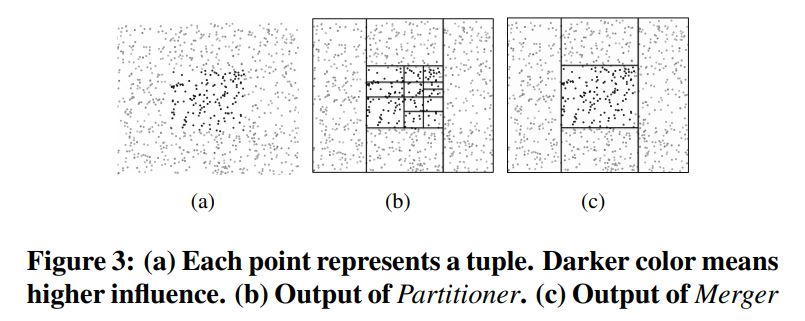 (a) (b) (c)
Figure 3: (a) Each point represents a tuple. Darker color means
higher influence. (b) Output of Partitioner. (c) Output of Merger